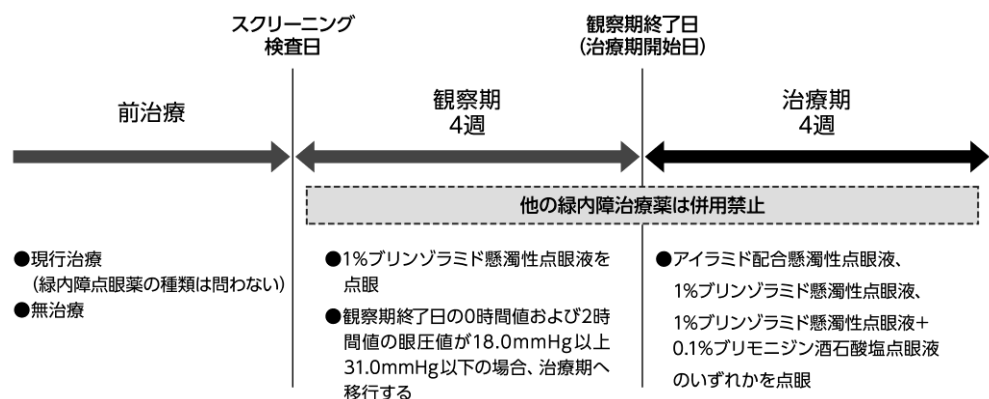 スクリーニング
検査日
観察期終了日
(治療期開始日)
前治療
観察期
4週
治療期
4週
他の緑内障治療薬は併用禁止
●現行治療
(緑内障点眼薬の種類は問わない)
●無治療
●1%ブリンゾラミド懸濁性点眼液を
点眼
●観察期終了日の0時間値および2時
間値の眼圧値が18.0mmHg以上
31.0mmHg以下の場合、治療期へ
移行する
●アイラミド配合懸濁性点眼液、
1%ブリンゾラミド懸濁性点眼液、
1%ブリンゾラミド懸濁性点眼液+
0.1%ブリモニジン酒石酸塩点眼液
のいずれかを点眼